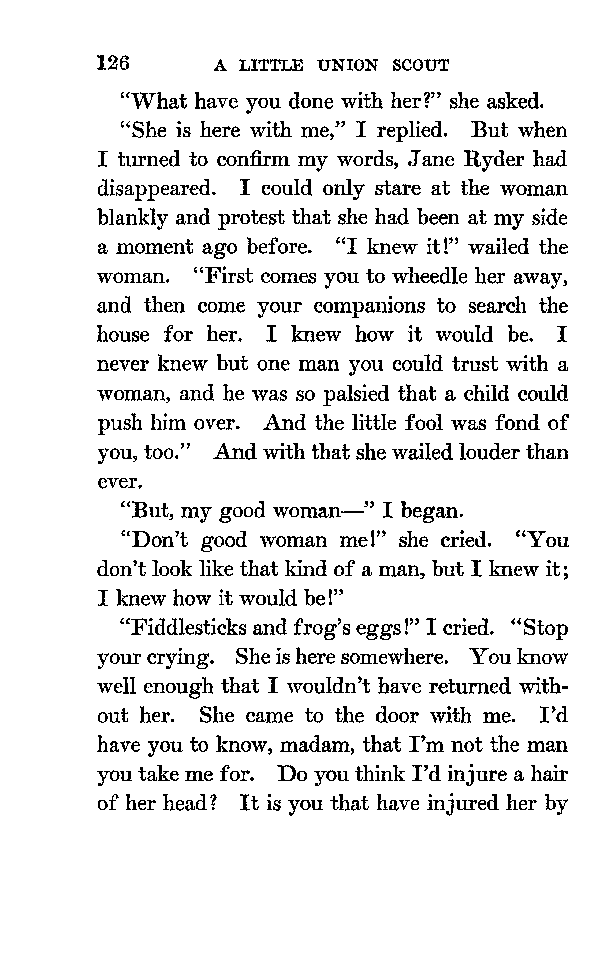 126 A LITTLE UNION SCOUT
“What have you done with her?” she asked.
“She is here with me,” I replied. But when
I turned to confirm my words, Jane Ryder had
disappeared. I could only stare at the woman
blankly and protest that she had been at my side
a moment ago before. “I knew it!” wailed the
woman. “First comes you to wheedle her away,
and then come your companions to search the
house for her. I knew how it would be. I
never knew but one man you could trust with a
woman, and he was so palsied that a child could
push him over. And the little fool was fond of
you, too.” And with that she wailed louder than
ever.
“But, my good woman—” I began.
“Don’t good woman me!” she cried. “You
don’t look like that kind of a man, but I knew it;
I knew how it would be!”
“Fiddlesticks and frog’s eggs!” I cried. “Stop
your crying. She is here somewhere. You know
well enough that I wouldn’t have returned with-
out her. She came to the door with me. I’d
have you to know, madam, that I’m not the man
you take me for. Do you think I’d injure a hair
of her head? It is you that have injured her by